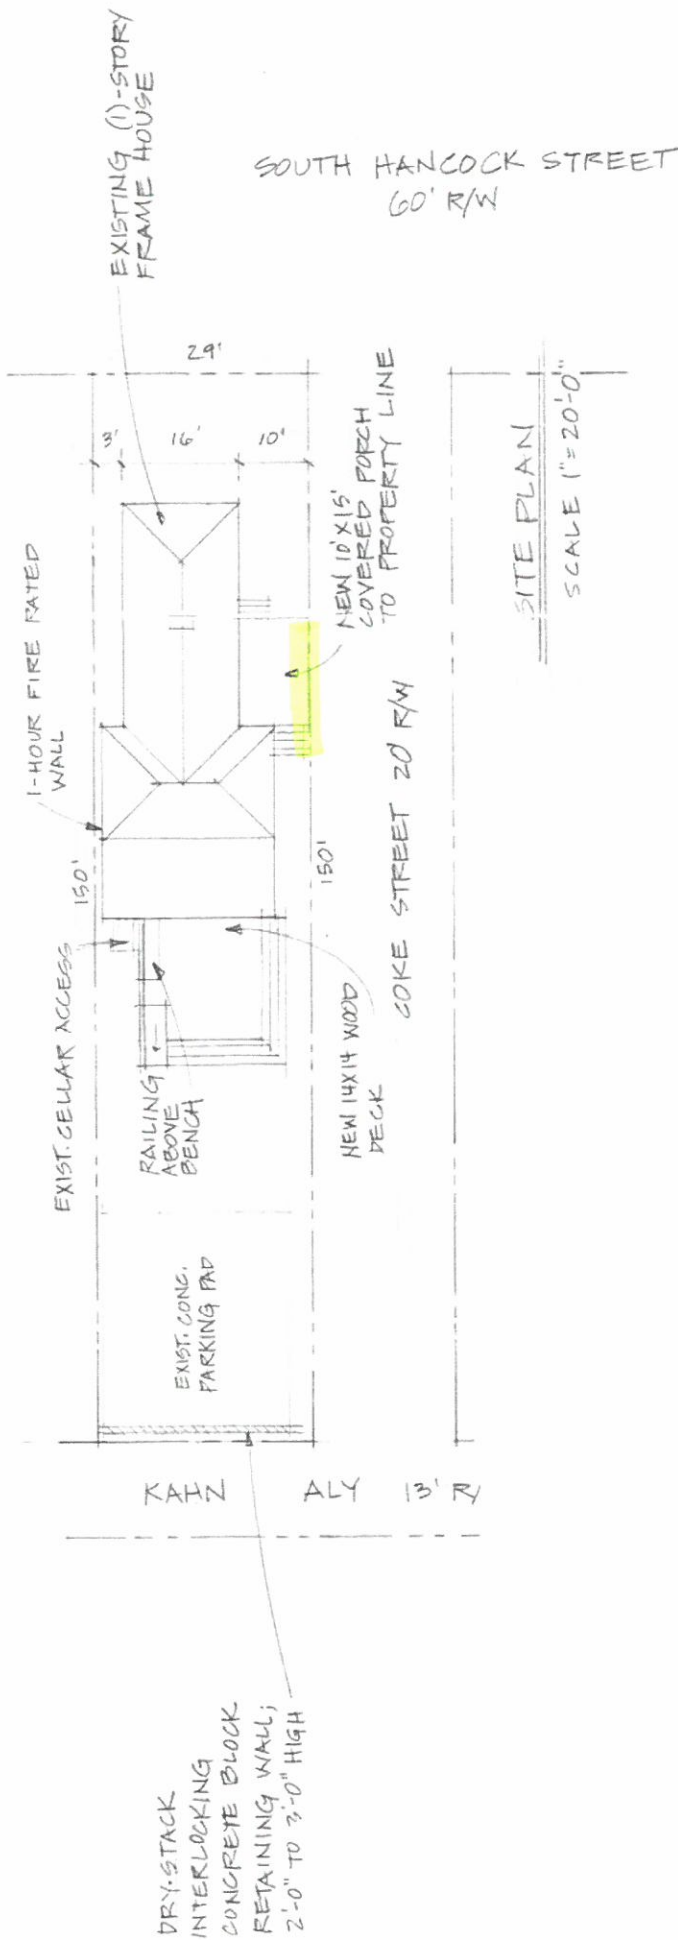 EXISTING (1)-STORY
FRAME HOUSE
SOUTH HANCOCK STREET
60' R/W
29'
3'
16'
10'
1-HOUR FIRE RATED
WALL
NEW 10'X15'
COVERED PORCH
TO PROPERTY LINE
SITE PLAN
SCALE 1"=20'-0"
150'
150'
COKE STREET 20' R/W
EXIST. CELLAR ACCESS
RAILING
ABOVE
BENCH
NEW 14X14 WOOD
DECK
EXIST. CONC.
PARKING PAD
KAHN ALY 13' R/
DRY-STACK
INTERLOCKING
CONCRETE BLOCK
RETAINING WALL;
2'-0" TO 3'-0" HIGH